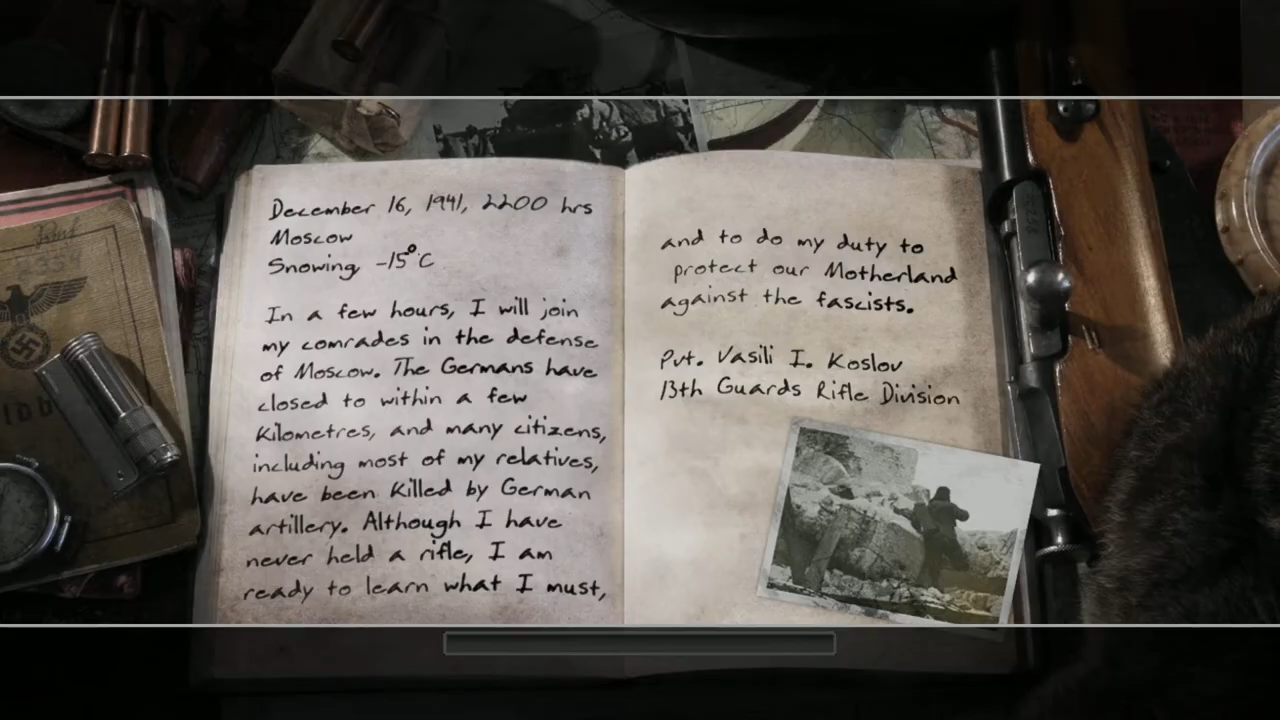 December 16, 1941, 2200 hrs
Moscow
Snowing -15°C
In a few hours, I will join
my comrades in the defense
of Moscow. The Germans have
closed to within a few
kilometres, and many citizens,
including most of my relatives,
have been killed by German
artillery. Although I have
never held a rifle, I am
ready to learn what I must,
and to do my duty to
protect our Motherland
against the fascists.
Pvt. Vasili I. Koslov
13th Guards Rifle Division